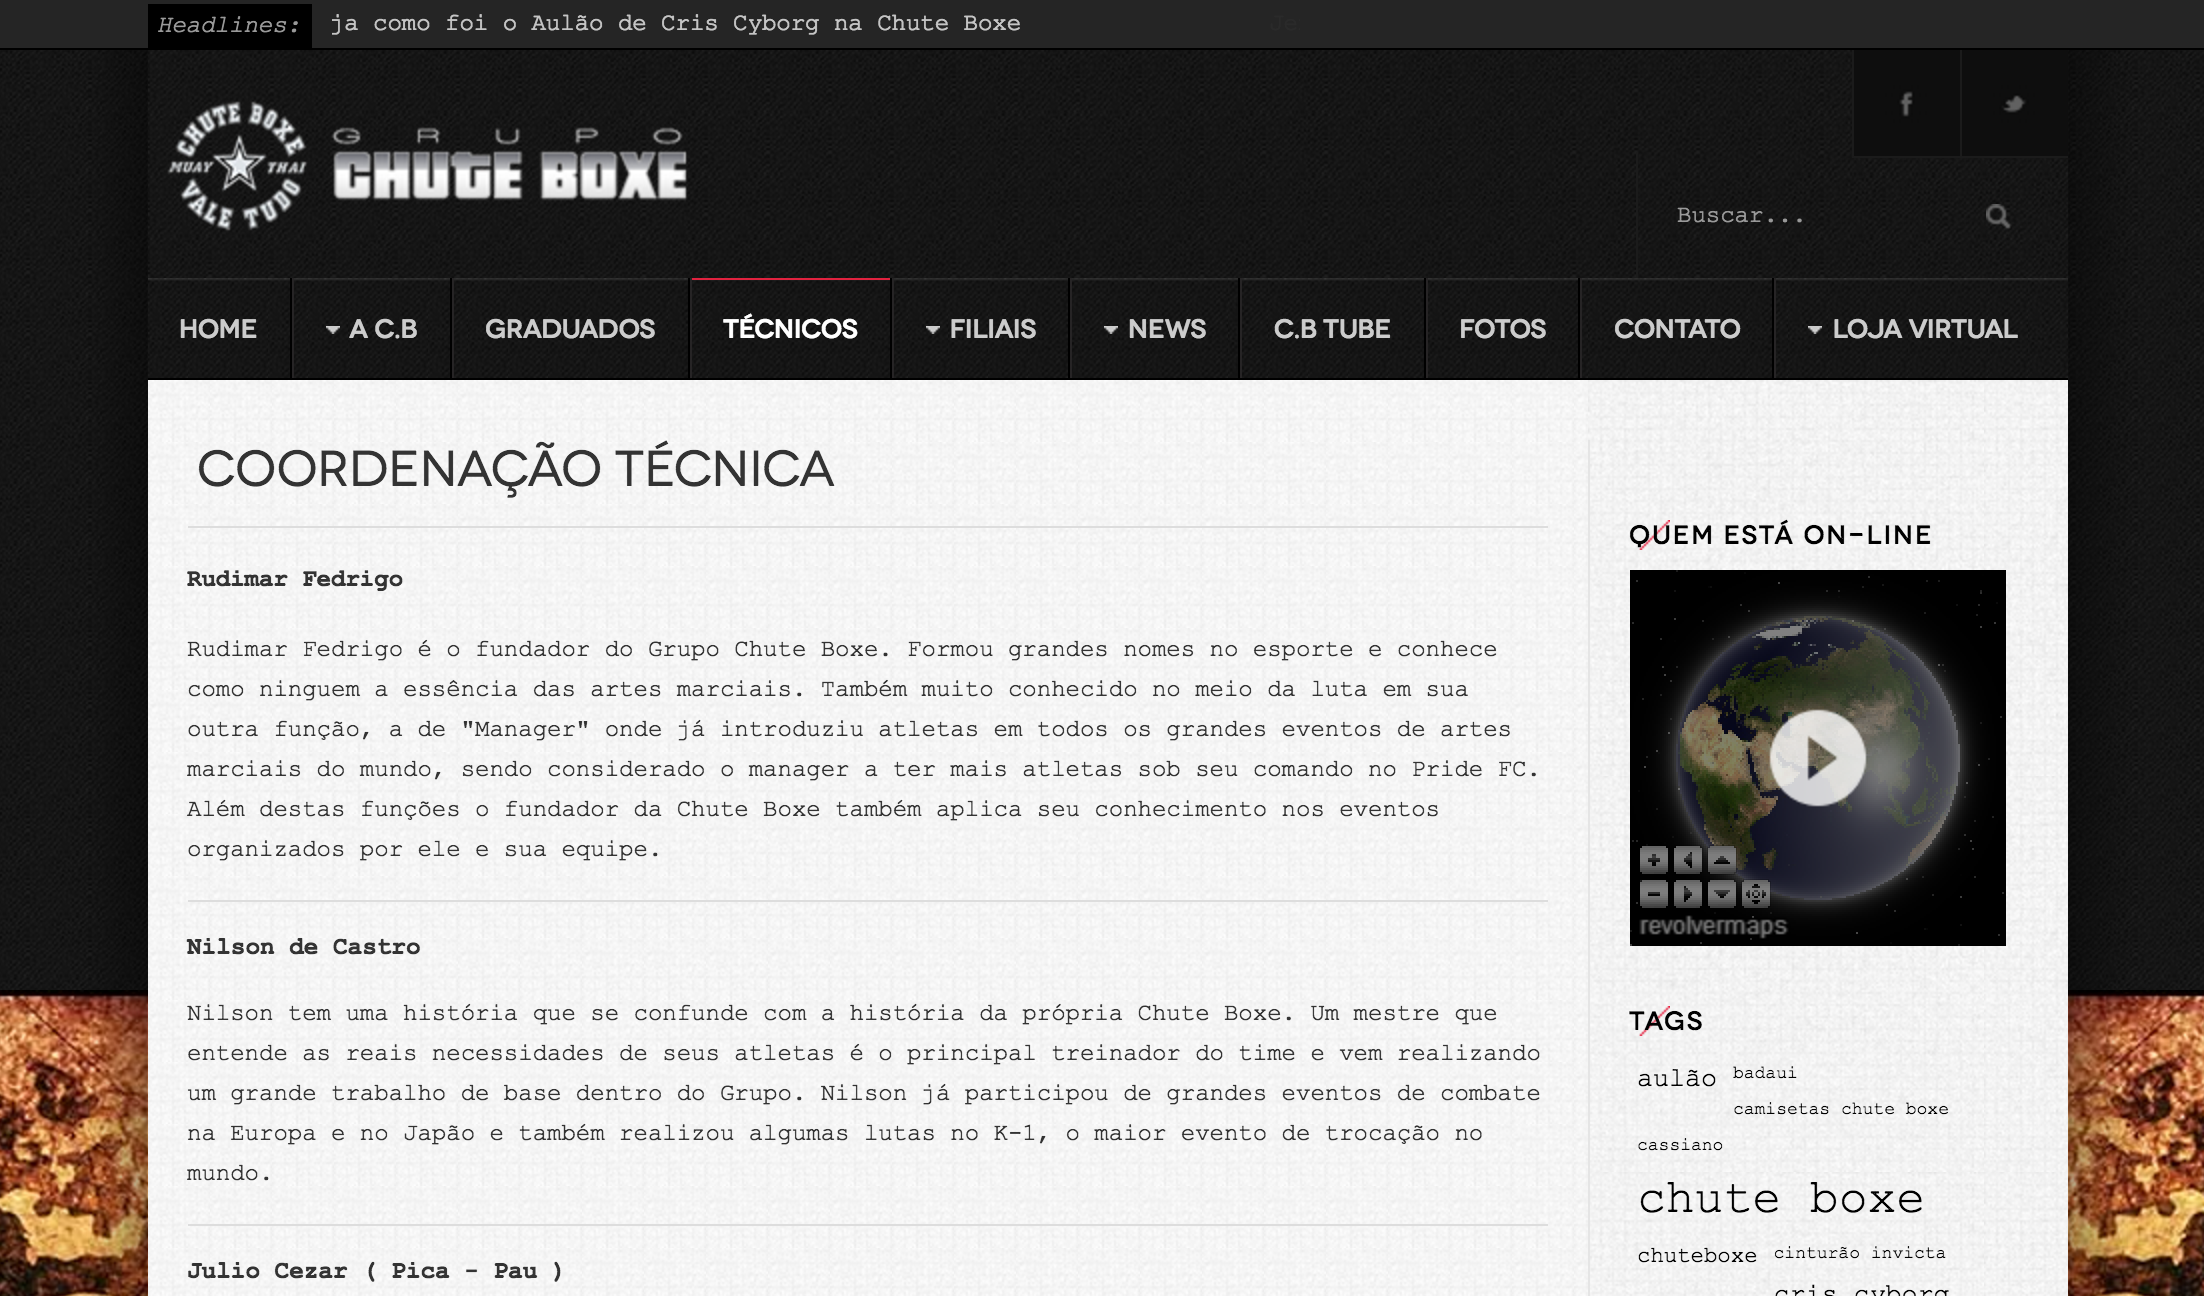 Headlines:
ja como foi o Aulão de Cris Cyborg na Chute Boxe
Je
CHUTE BOXE
MUAY THAI
VALE TUDO
GRUPO
CHUTE BOXE
f
Buscar...
HOME
A C.B
GRADUADOS
TÉCNICOS
FILIAIS
NEWS
C.B TUBE
FOTOS
CONTATO
LOJA VIRTUAL
COORDENAÇÃO TÉCNICA
Rudimar Fedrigo
Rudimar Fedrigo é o fundador do Grupo Chute Boxe. Formou grandes nomes no esporte e conhece
como ninguem a essência das artes marciais. Também muito conhecido no meio da luta em sua
outra função, a de "Manager" onde já introduziu atletas em todos os grandes eventos de artes
marciais do mundo, sendo considerado o manager a ter mais atletas sob seu comando no Pride FC.
Além destas funções o fundador da Chute Boxe também aplica seu conhecimento nos eventos
organizados por ele e sua equipe.
Nilson de Castro
Nilson tem uma história que se confunde com a história da própria Chute Boxe. Um mestre que
entende as reais necessidades de seus atletas é o principal treinador do time e vem realizando
um grande trabalho de base dentro do Grupo. Nilson já participou de grandes eventos de combate
na Europa e no Japão e também realizou algumas lutas no K-1, o maior evento de trocação no
mundo.
Julio Cezar ( Pica - Pau )
QUEM ESTÁ ON-LINE
revolvermaps
TAGS
aulão badaui
camisetas chute boxe
cassiano
chute boxe
chuteboxe cinturão invicta
cris cyborg